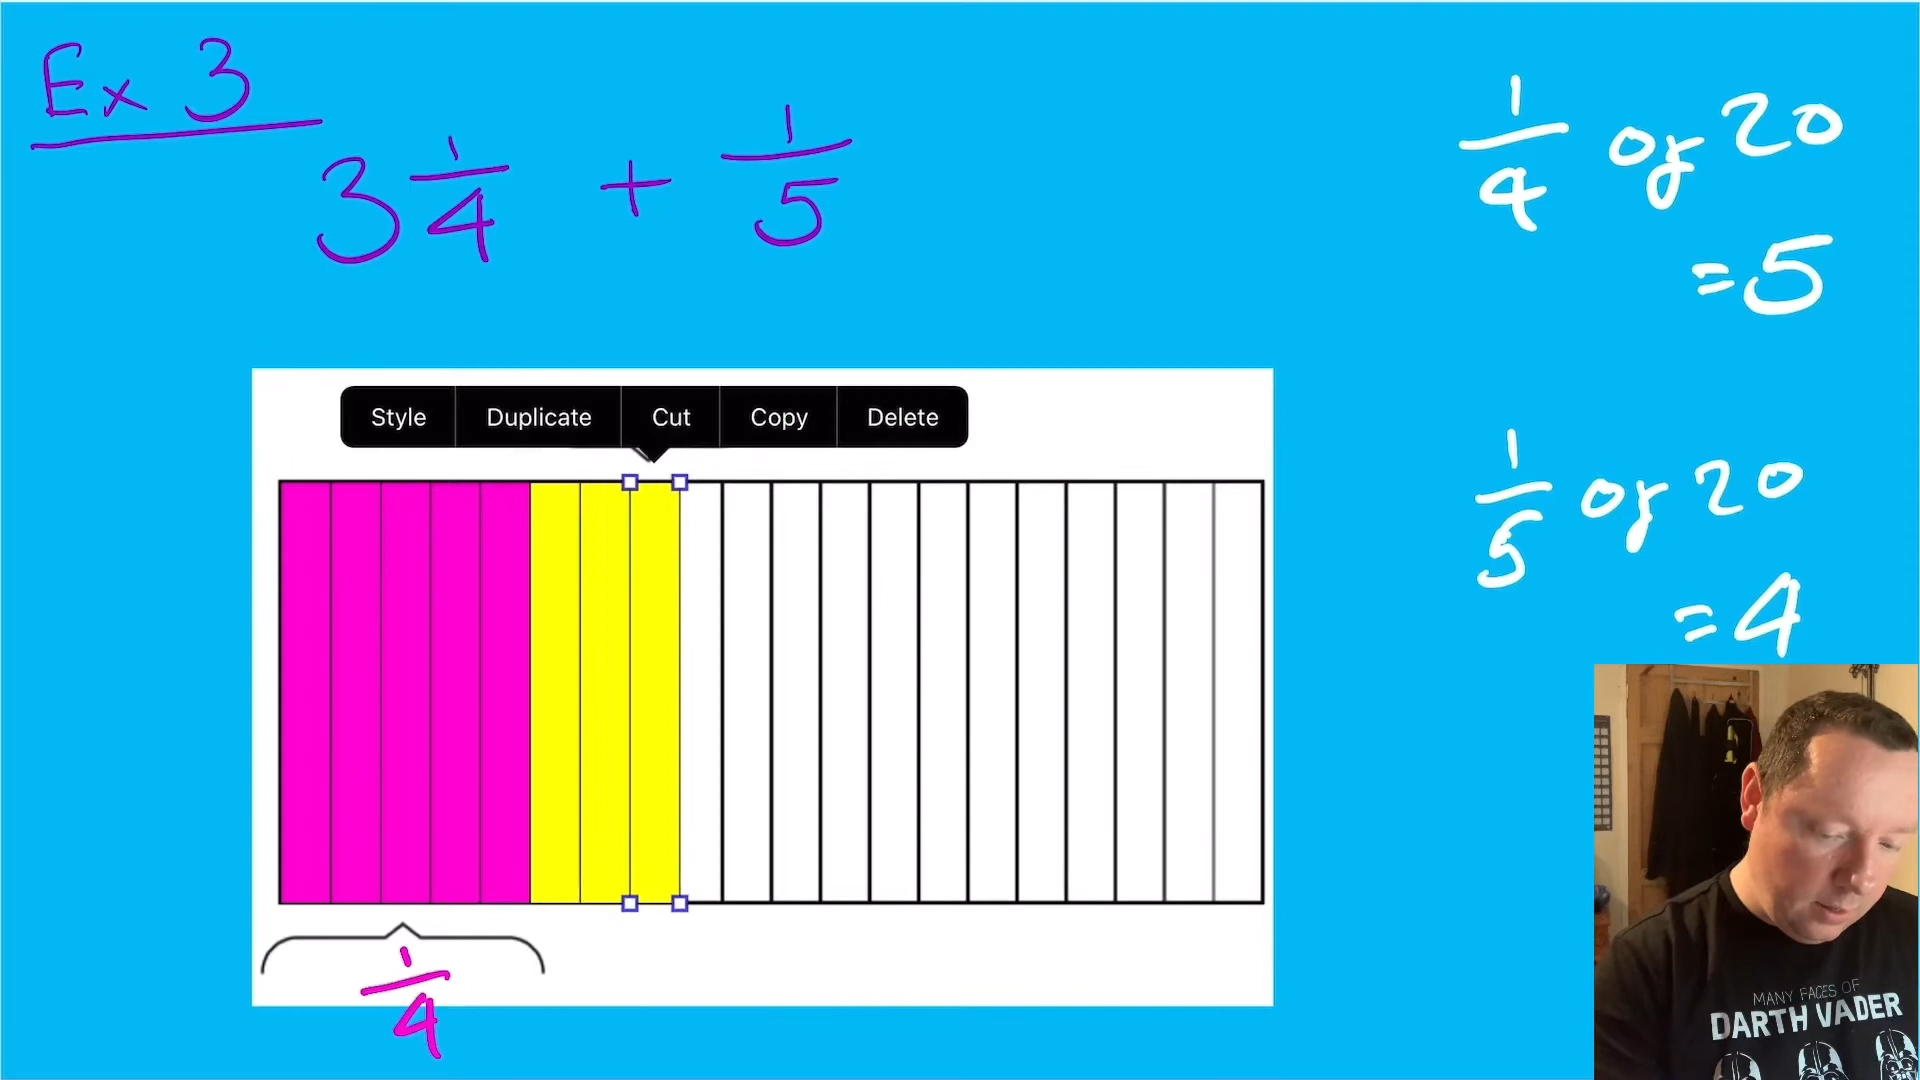 Ex 3
3 1/4 + 1/5
1/4 of 20
=5
Style Duplicate Cut Copy Delete
1/5 of 20
=4
1/4
MANY FACES OF
DARTH VADER